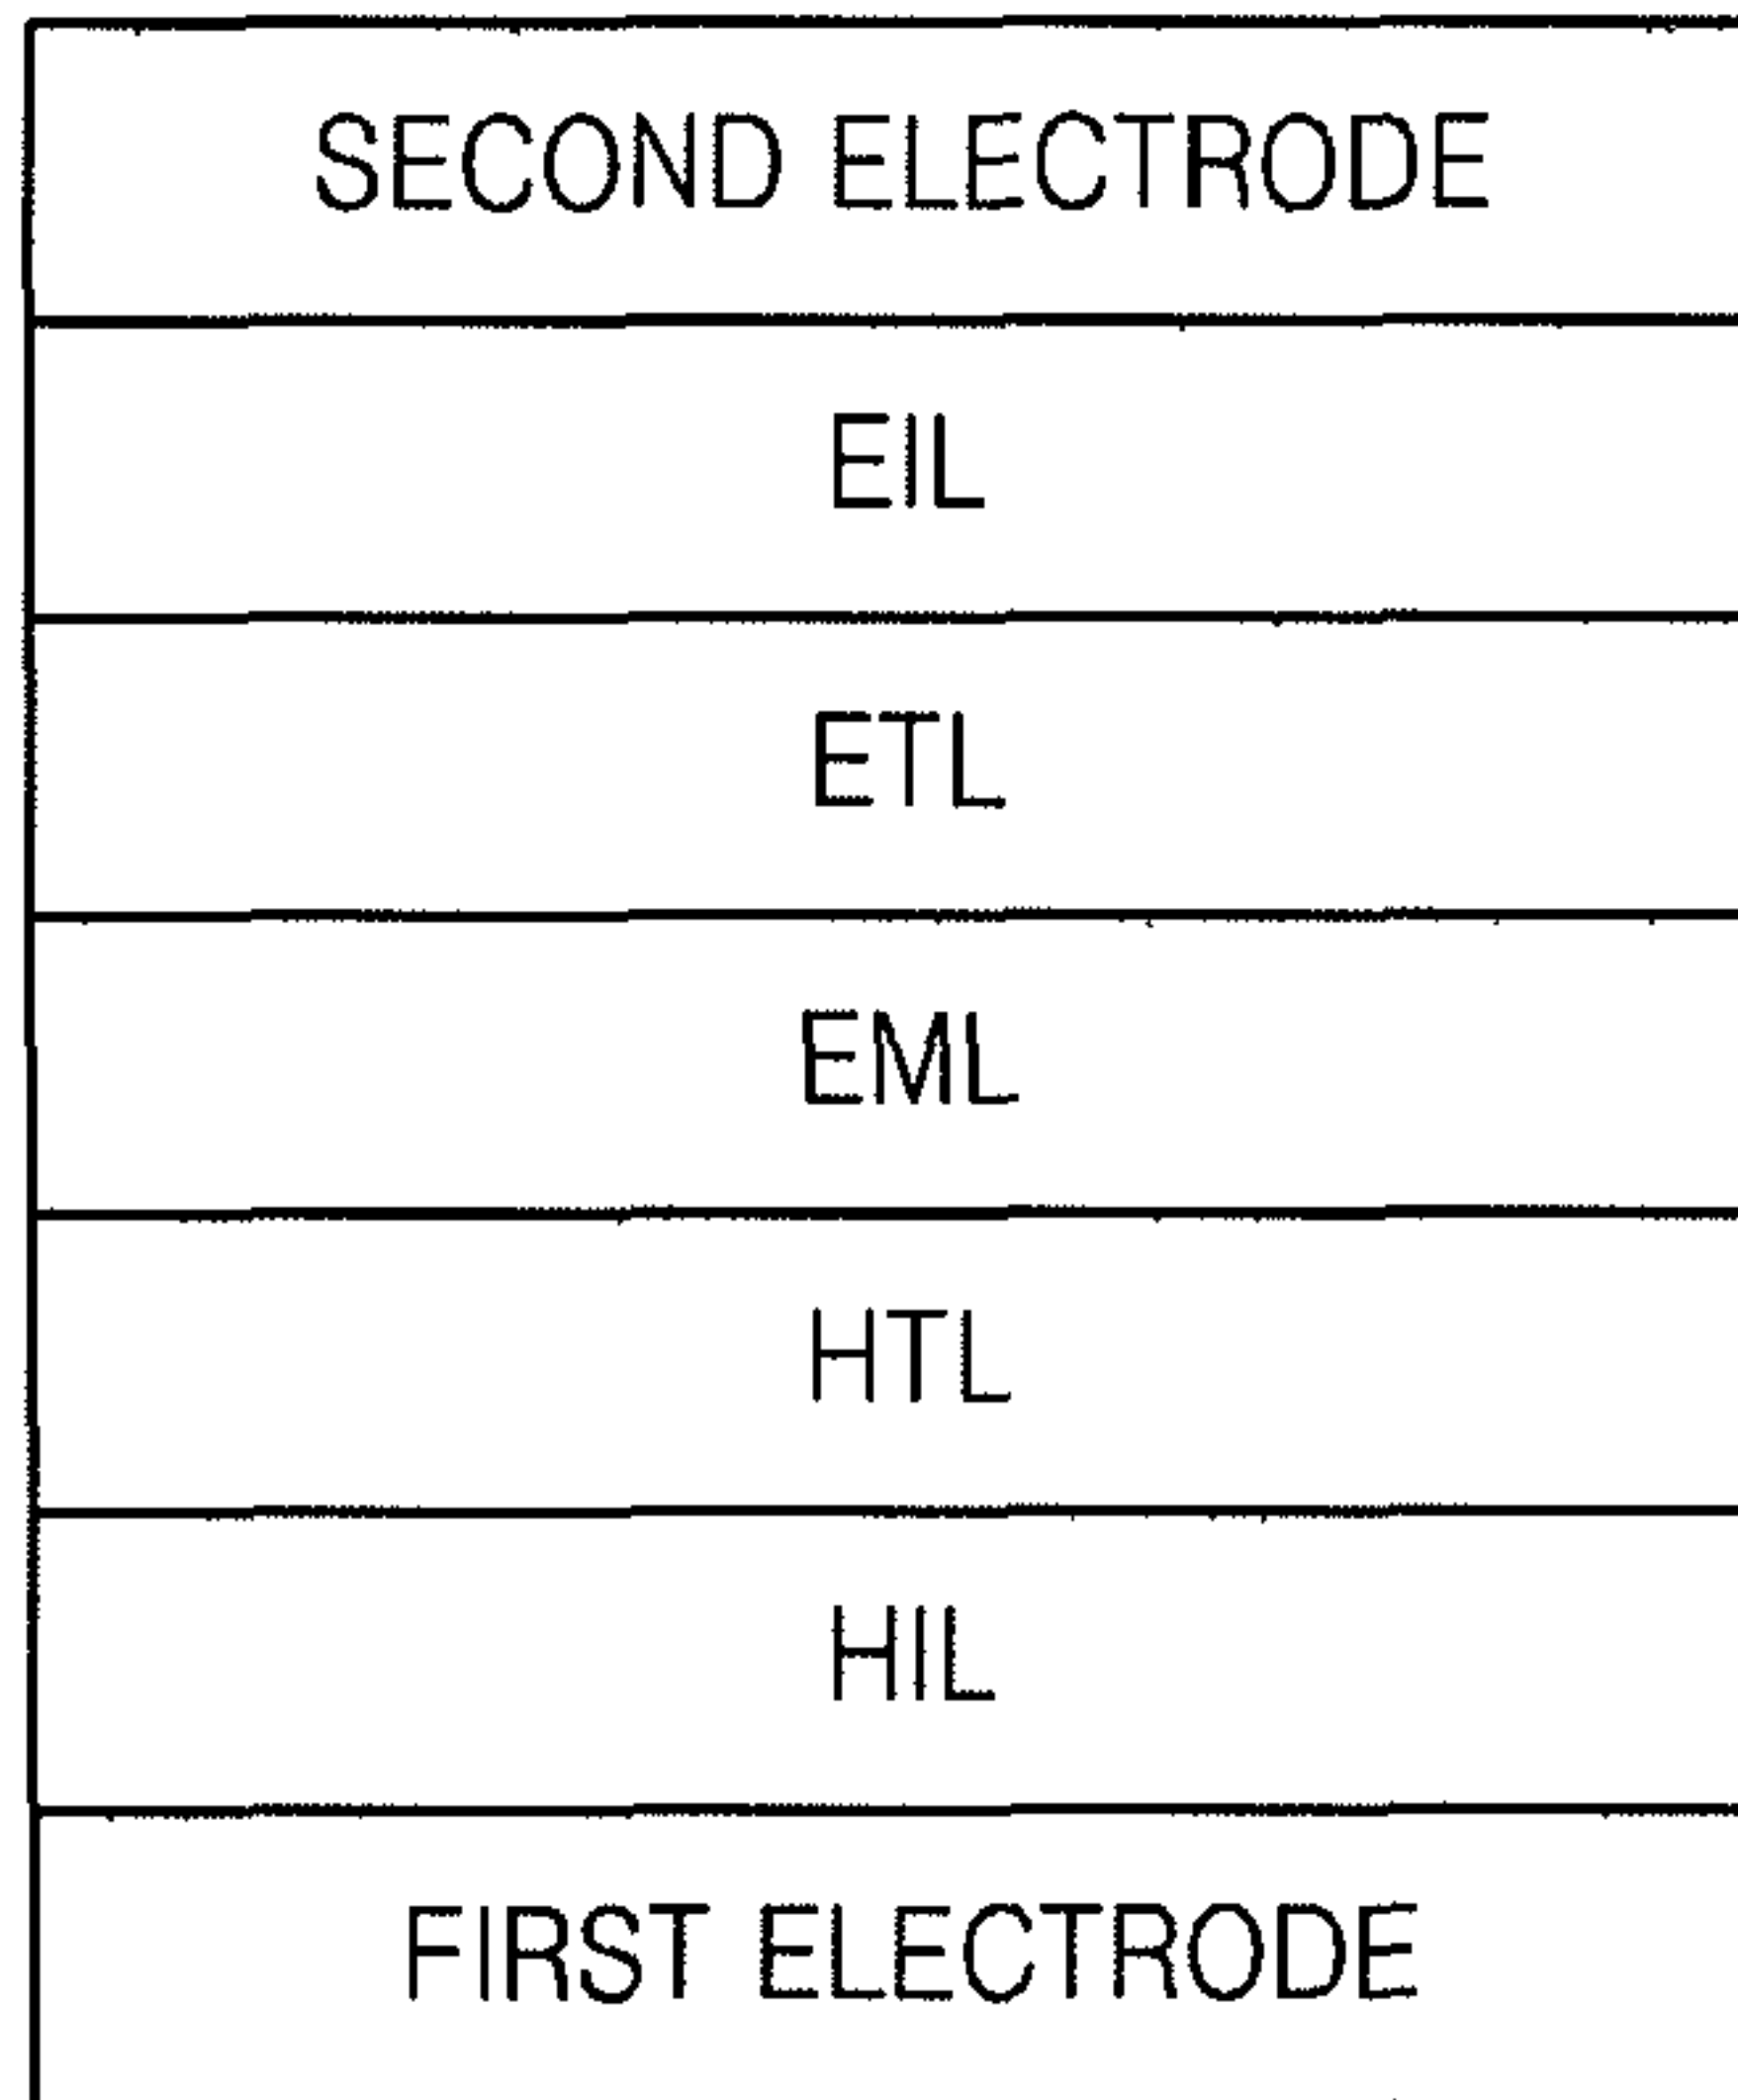 SECOND ELECTRODE
EIL
ETL
EML
HTL
HIL
FIRST ELECTRODE